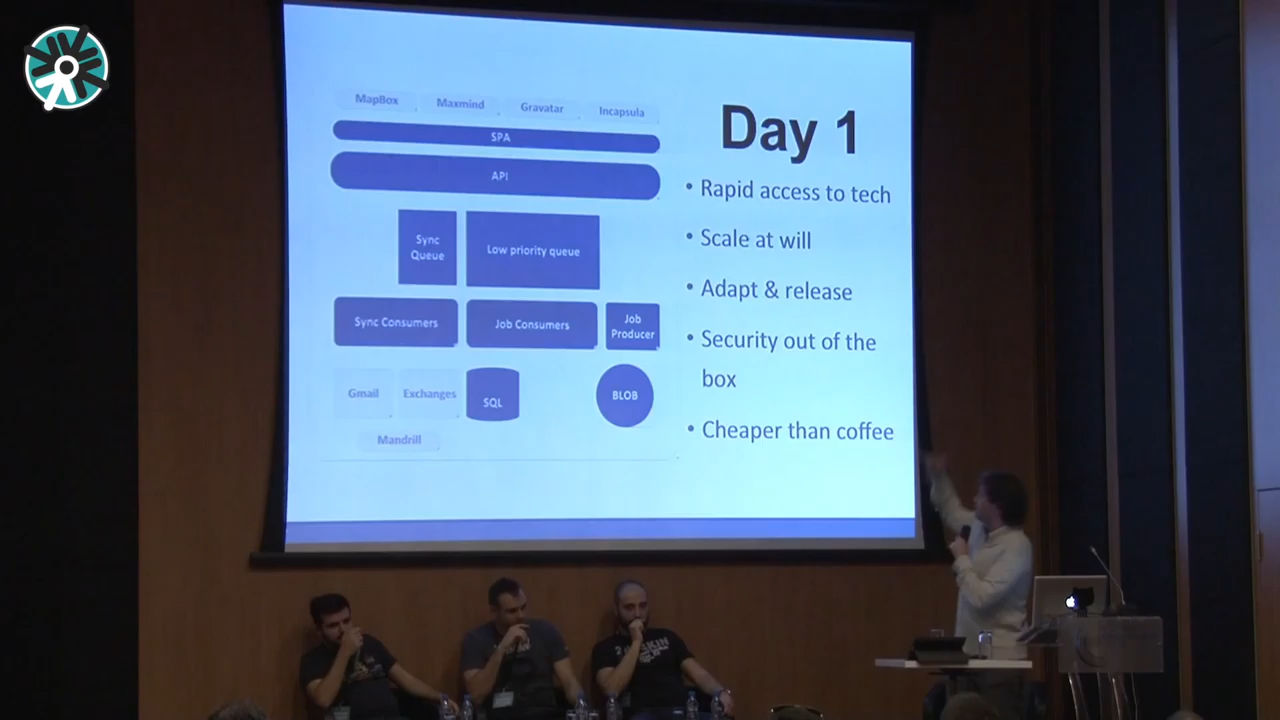 MapBox
Maxmind
Gravatar
Incapsula
SPA
API
Sync
Queue
Low priority queue
Sync Consumers
Job Consumers
Job
Producer
Gmail
Exchanges
SQL
BLOB
Mandrill
Day 1
• Rapid access to tech
• Scale at will
• Adapt & release
• Security out of the
box
• Cheaper than coffee